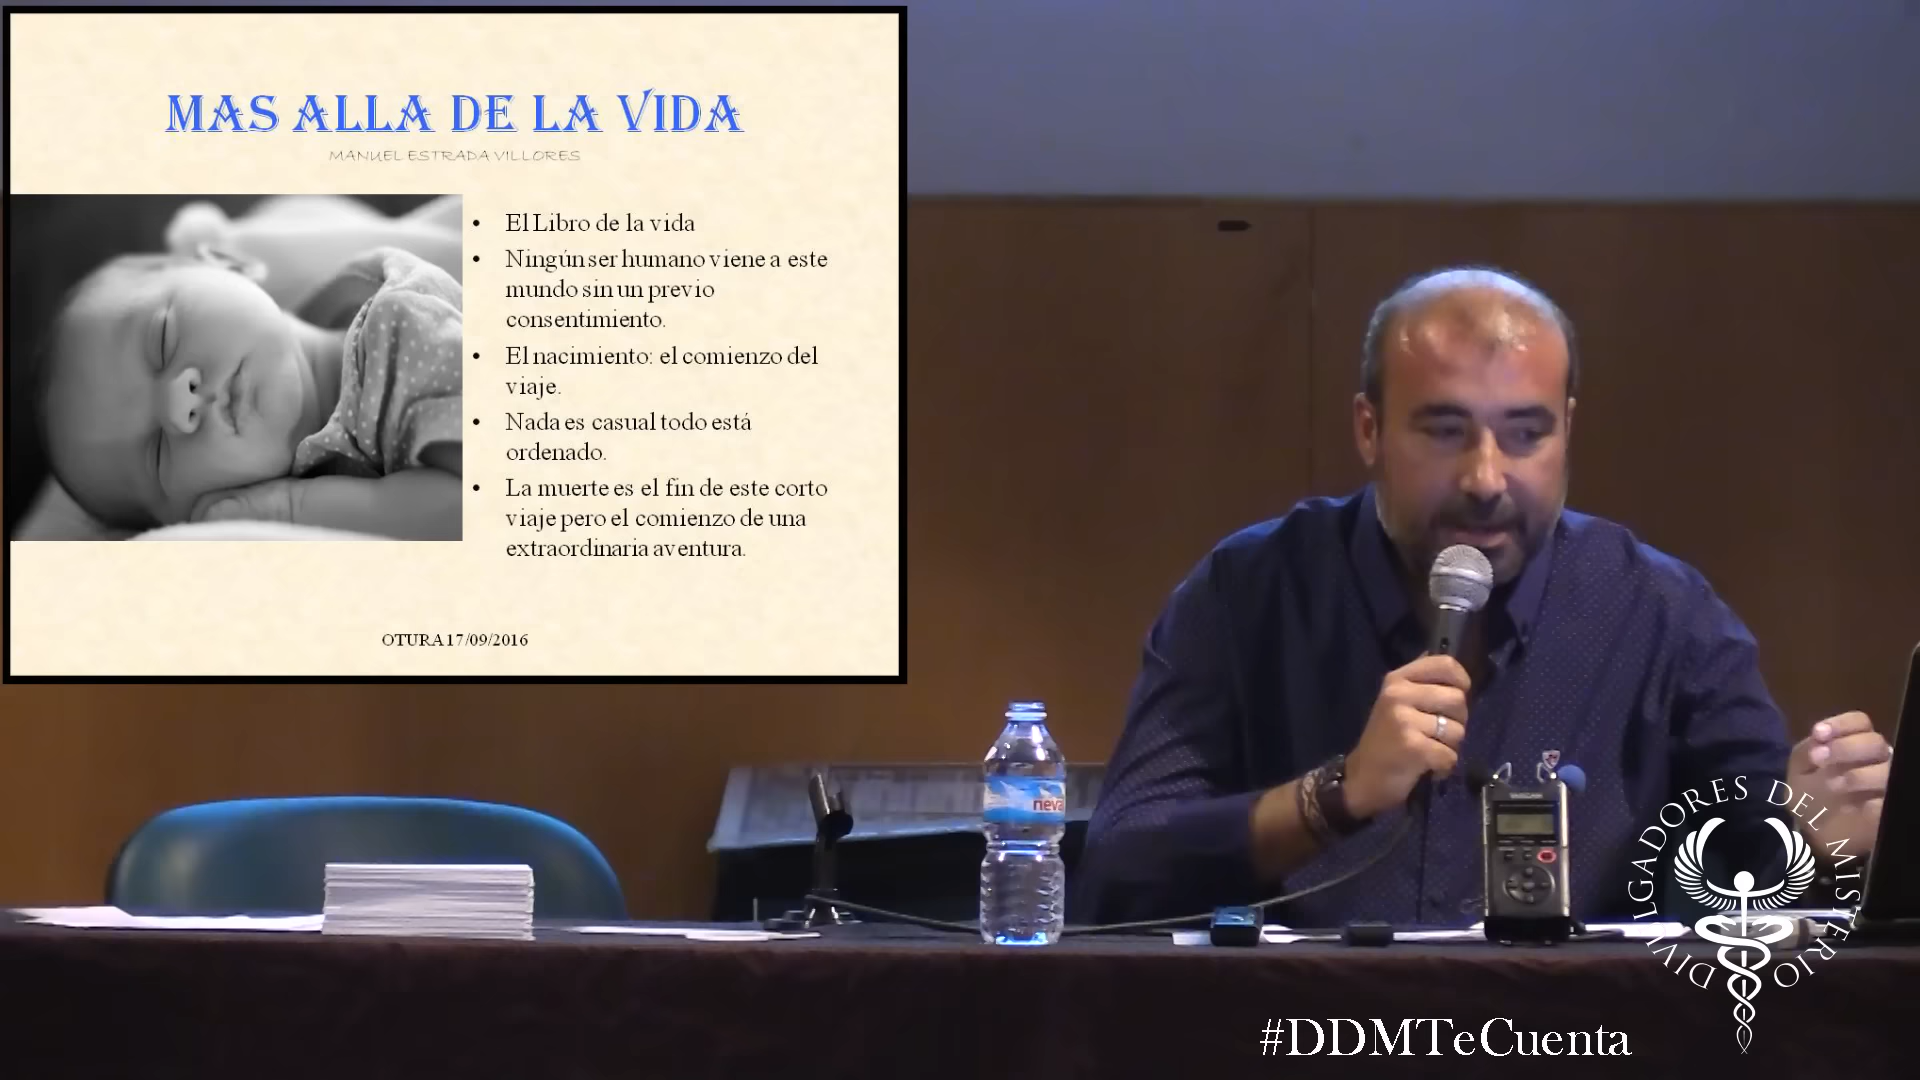 MAS ALLA DE LA VIDA
MANUEL ESTRADA VILLORES
• El Libro de la vida
• Ningún ser humano viene a este
mundo sin un previo
consentimiento.
• El nacimiento: el comienzo del
viaje.
• Nada es casual todo está
ordenado.
• La muerte es el fin de este corto
viaje pero el comienzo de una
extraordinaria aventura.
OTURA 17/09/2016
neva
TASCAM
DIVULGADORES DEL MISTERIO
#DDMTeCuenta